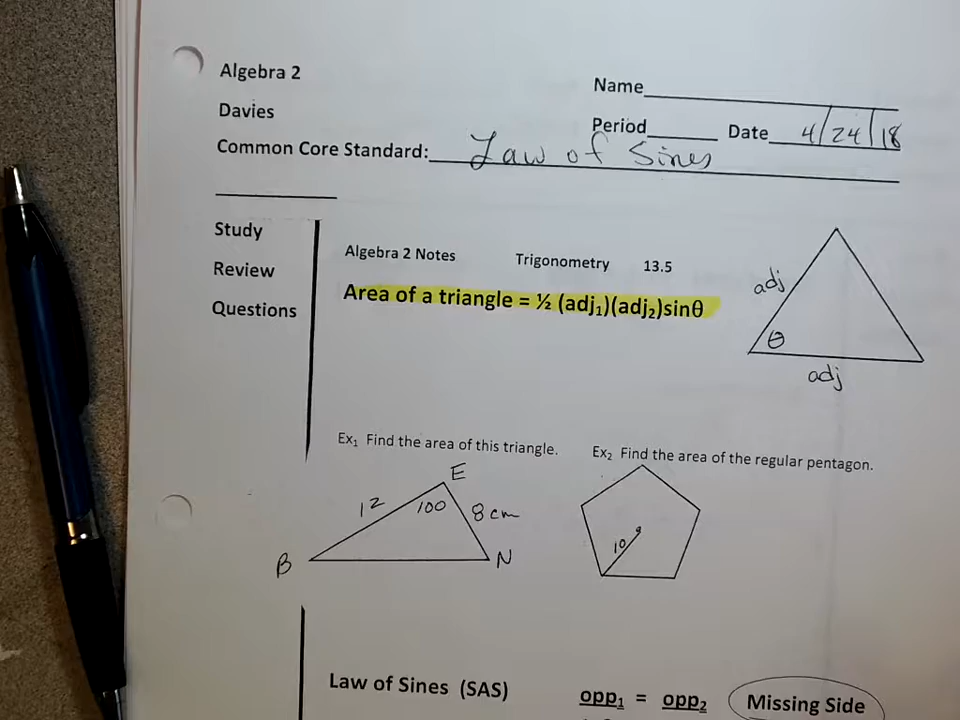 Algebra 2
Name
Davies
Period Date 4/24/18
Common Core Standard: Law of Sines
Study
Review
Questions
Algebra 2 Notes Trigonometry 13.5
Area of a triangle = ½ (adj₁)(adj₂)sinθ
adj
θ
adj
Ex₁ Find the area of this triangle.
Ex₂ Find the area of the regular pentagon.
E
12
100
8 cm
B
N
10
Law of Sines (SAS) opp₁ = opp₂ Missing Side